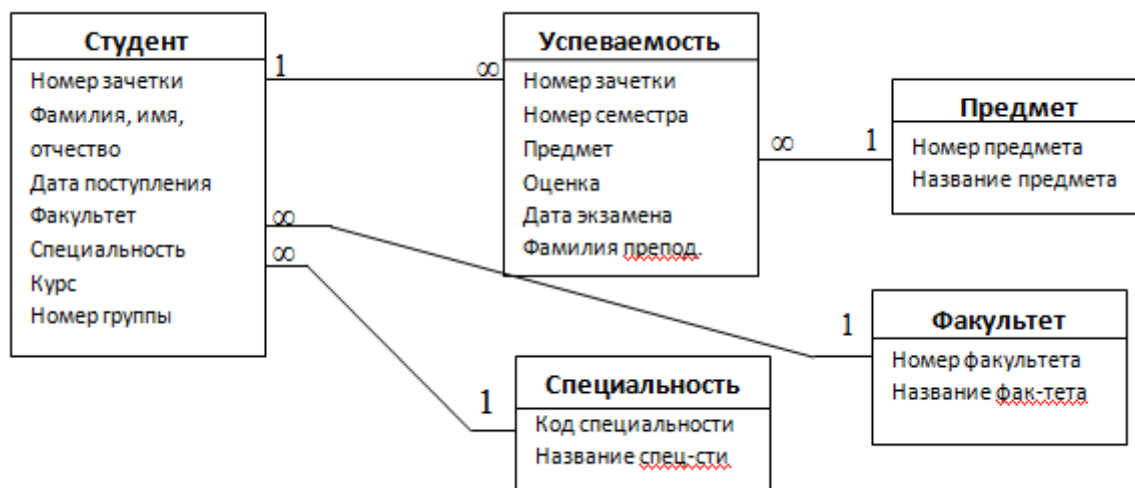 Студент
Номер зачетки
Фамилия, имя,
отчество
Дата поступления
Факультет
Специальность
Курс
Номер группы
1
∞
Успеваемость
Номер зачетки
Номер семестра
Предмет
Оценка
Дата экзамена
Фамилия препод.
∞
1
Предмет
Номер предмета
Название предмета
∞
1
Факультет
Номер факультета
Название фак-тета
∞
1
Специальность
Код специальности
Название спец-сти